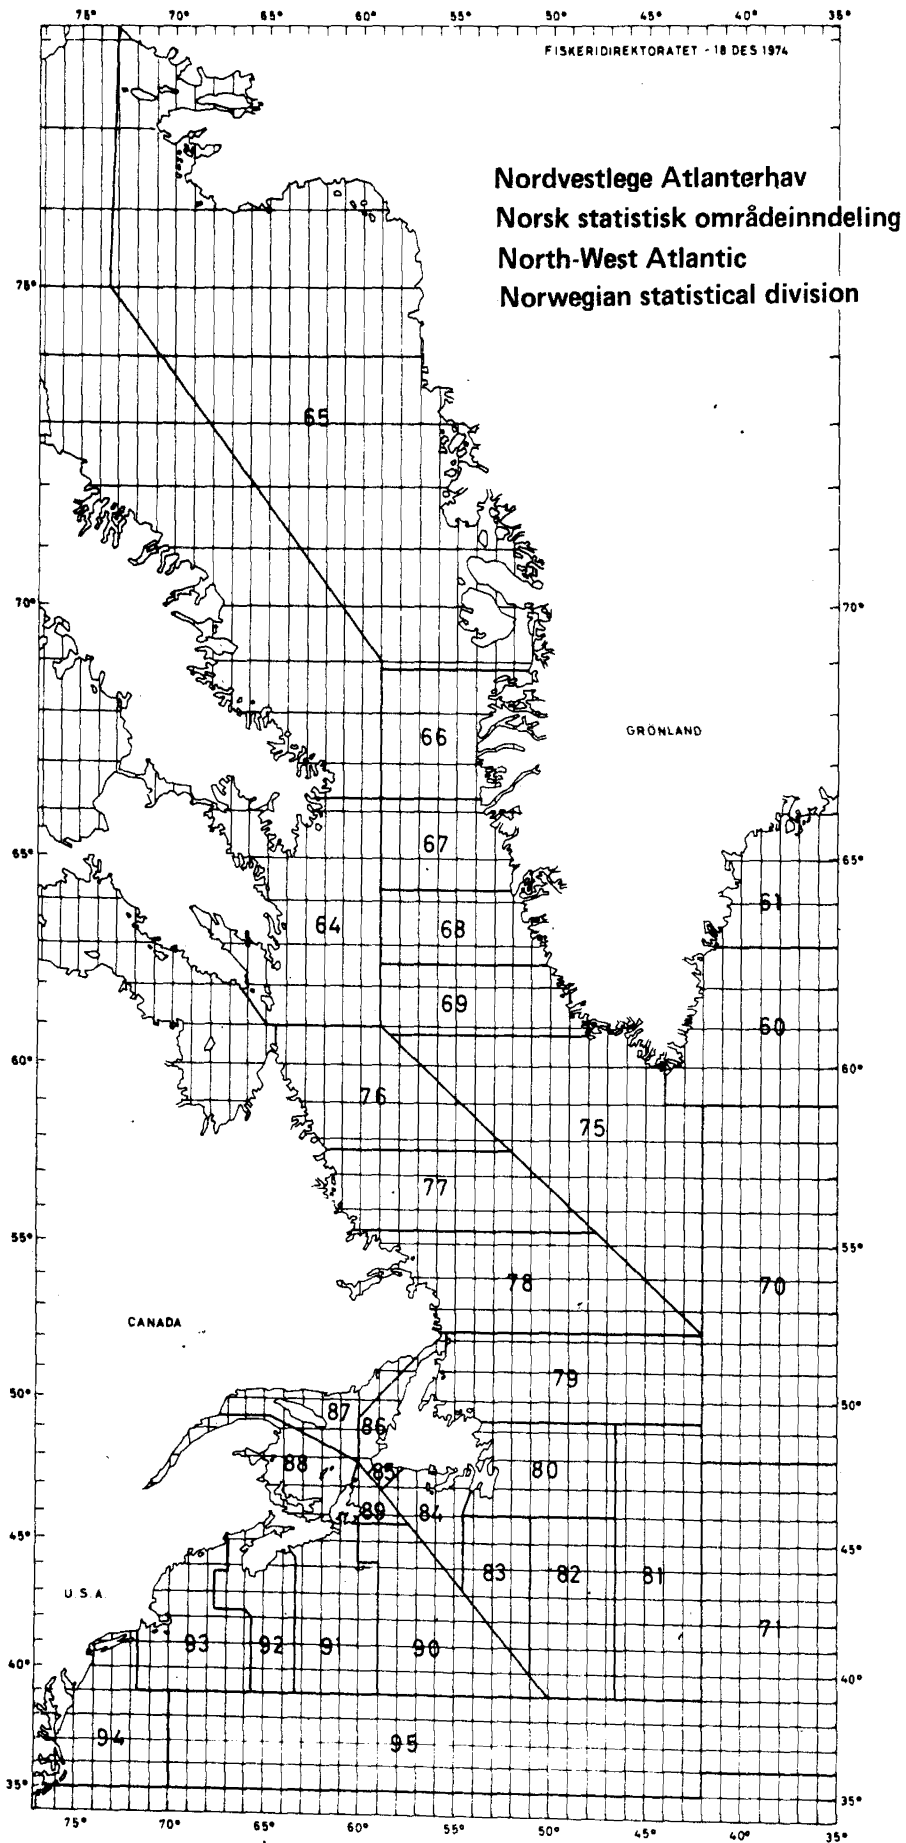 75° 70° 65° 60° 55° 50° 45° 40° 35°
FISKERIDIREKTORATET - 18 DES 1974
Nordvestlege Atlanterhav
Norsk statistisk områdeinndeling
North-West Atlantic
Norwegian statistical division
75°
65
70° 70°
GRÖNLAND
66
67
65° 65°
61
64 68
69
60
60° 60°
76
75
77
55° 55°
78 70
CANADA
79
50° 50°
87
86
88 85 80
89 84
45° 45°
83 82 81
U.S.A.
71
93 92 91 90
40° 40°
94 95
35° 35°
75° 70° 65° 60° 55° 50° 45° 40° 35°